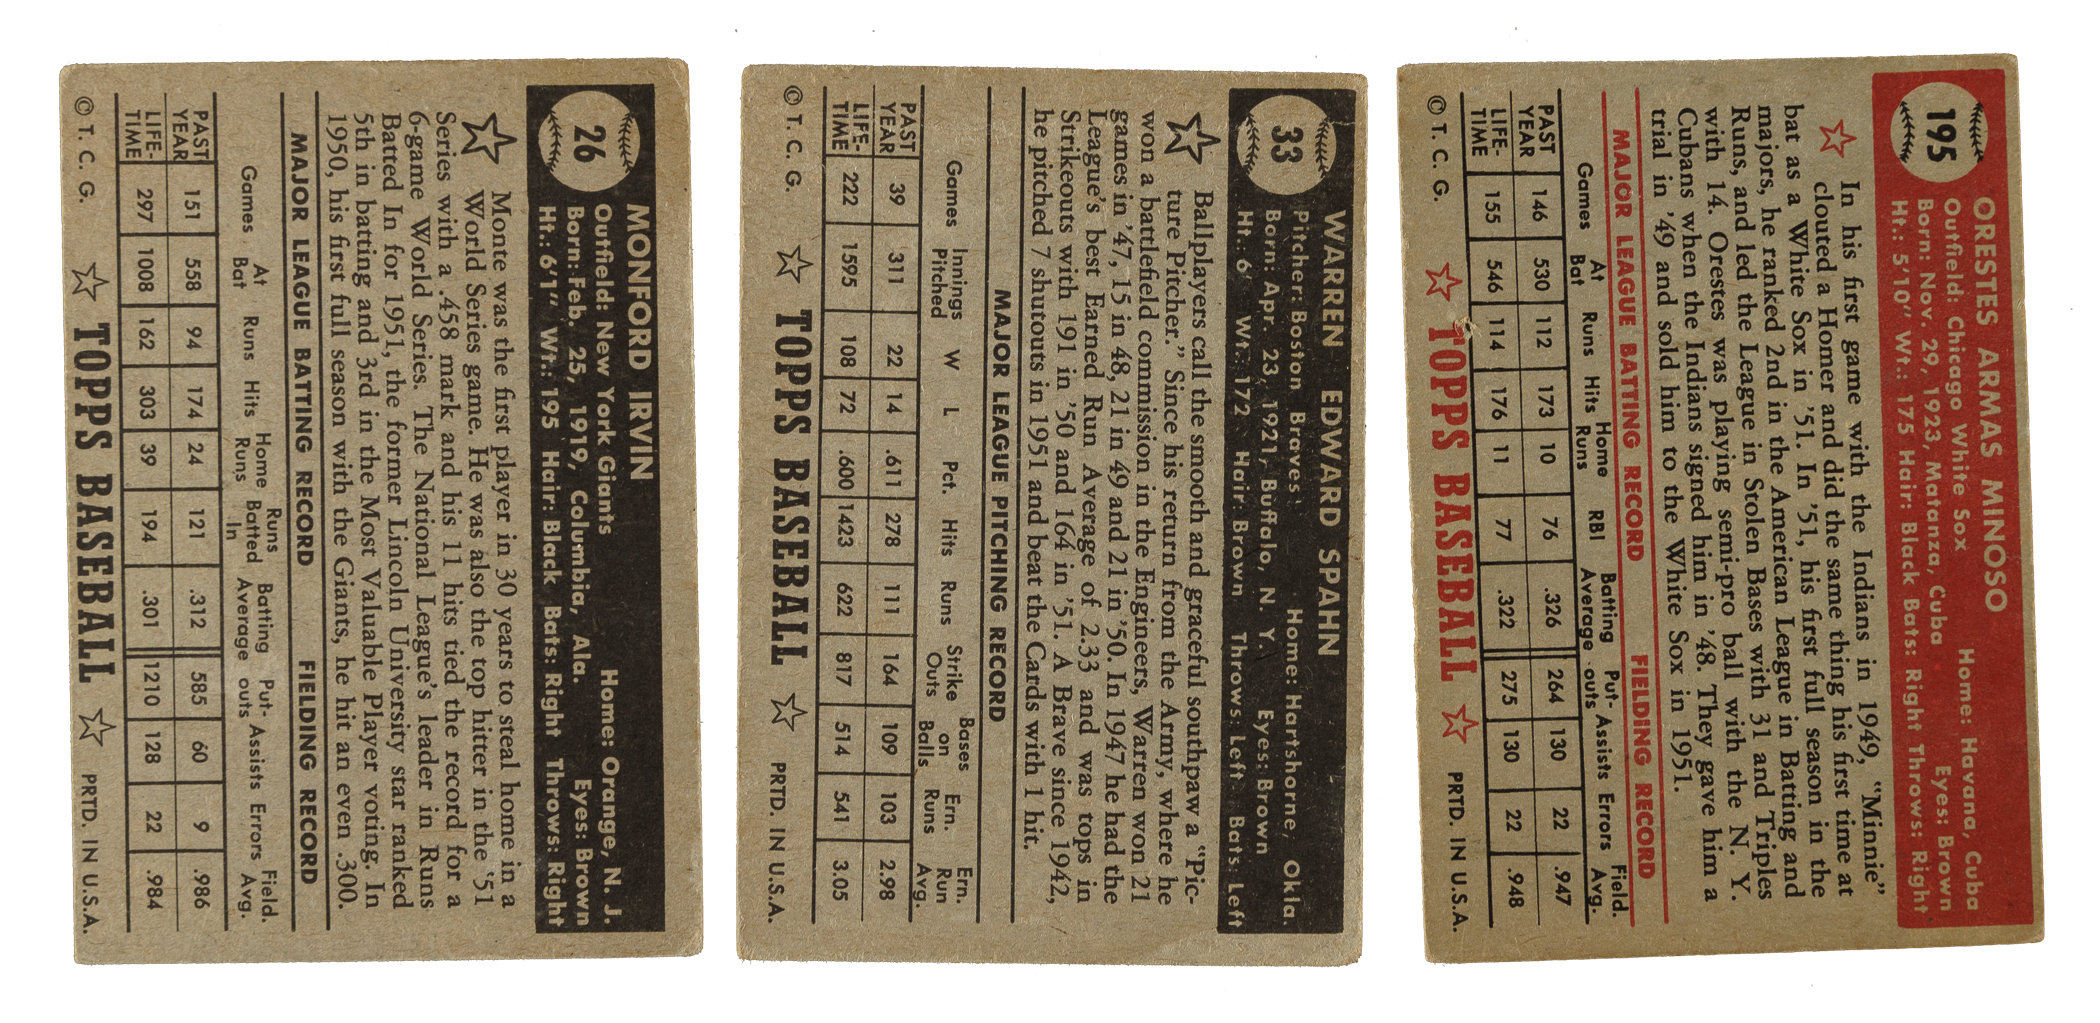 26
MONFORD IRVIN
Outfield: New York Giants Home: Orange, N. J.
Born: Feb. 25, 1919, Columbia, Ala. Eyes: Brown
Ht.: 6'1" Wt.: 195 Hair: Black Bats: Right Throws: Right
Monte was the first player in 30 years to steal home in a
World Series game. He was also the top hitter in the '51
Series with a .458 mark and his 11 hits tied the record for a
6-game World Series. The National League's leader in Runs
Batted In for 1951, the former Lincoln University star ranked
5th in batting and 3rd in the Most Valuable Player voting. In
1950, his first full season with the Giants, he hit an even .300.
MAJOR LEAGUE BATTING RECORD FIELDING RECORD
Games At Bat Runs Hits Home Runs Runs Batted In Batting Average Put-outs Assists Errors Field. Avg.
PAST YEAR 151 558 94 174 24 121 .312 585 60 9 .986
LIFE-TIME 297 1008 162 303 39 194 .301 1210 128 22 .984
© T. C. G. TOPPS BASEBALL PRTD. IN U.S.A.
33
WARREN EDWARD SPAHN
Pitcher: Boston Braves Home: Hartshorne, Okla.
Born: Apr. 23, 1921, Buffalo, N. Y. Eyes: Brown
Ht.: 6' Wt.: 172 Hair: Brown Throws: Left Bats: Left
Ballplayers call the smooth and graceful southpaw a "Pic-
ture Pitcher." Since his return from the Army, where he
won a battlefield commission in the Engineers, Warren won 21
games in '47, 15 in 48, 21 in 49 and 21 in '50. In 1947 he had the
League's best Earned Run Average of 2.33 and was tops in
Strikeouts with 191 in '50 and 164 in '51. A Brave since 1942,
he pitched 7 shutouts in 1951 and beat the Cards with 1 hit.
MAJOR LEAGUE PITCHING RECORD
Games Innings Pitched W L Pct. Hits Runs Strike Outs Bases on Balls Ern. Runs Ern. Run Avg.
PAST YEAR 39 311 22 14 .611 278 111 164 109 103 2.98
LIFE-TIME 222 1595 108 72 .600 1423 622 817 514 541 3.05
© T. C. G. TOPPS BASEBALL PRTD. IN U.S.A.
195
ORESTES ARMAS MINOSO
Outfield: Chicago White Sox Home: Havana, Cuba
Born: Nov. 29, 1923, Matanza, Cuba Eyes: Brown
Ht.: 5'10" Wt.: 175 Hair: Black Bats: Right Throws: Right
In his first game with the Indians in 1949, "Minnie"
clouted a Homer and did the same thing his first time at
bat as a White Sox in '51. In '51, his first full season in the
majors, he ranked 2nd in the American League in Batting and
Runs, and led the League in Stolen Bases with 31 and Triples
with 14. Orestes was playing semi-pro ball with the N. Y.
Cubans when the Indians signed him in '48. They gave him a
trial in '49 and sold him to the White Sox in 1951.
MAJOR LEAGUE BATTING RECORD FIELDING RECORD
Games At Bat Runs Hits Home Runs RBI Batting Average Put-outs Assists Errors Field. Avg.
PAST YEAR 146 530 112 173 10 76 .326 264 130 22 .947
LIFE-TIME 155 546 114 176 11 77 .322 275 130 22 .948
© T. C. G. TOPPS BASEBALL PRTD. IN U.S.A.